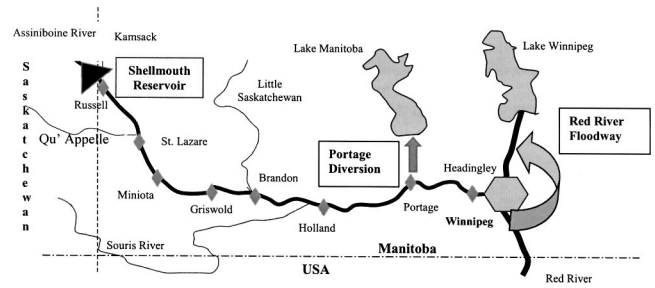 Assiniboine River
Kamsack
Lake Manitoba
Lake Winnipeg
Saskatchewan
Shellmouth
Reservoir
Russell
Little
Saskatchewan
Red River
Floodway
Qu' Appelle
St. Lazare
Portage
Diversion
Headingley
Miniota
Brandon
Griswold
Portage
Winnipeg
Holland
Souris River
Manitoba
USA
Red River